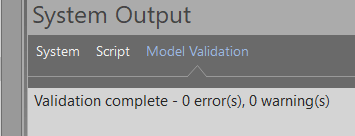 System Output
System Script Model Validation
Validation complete - 0 error(s), 0 warning(s)